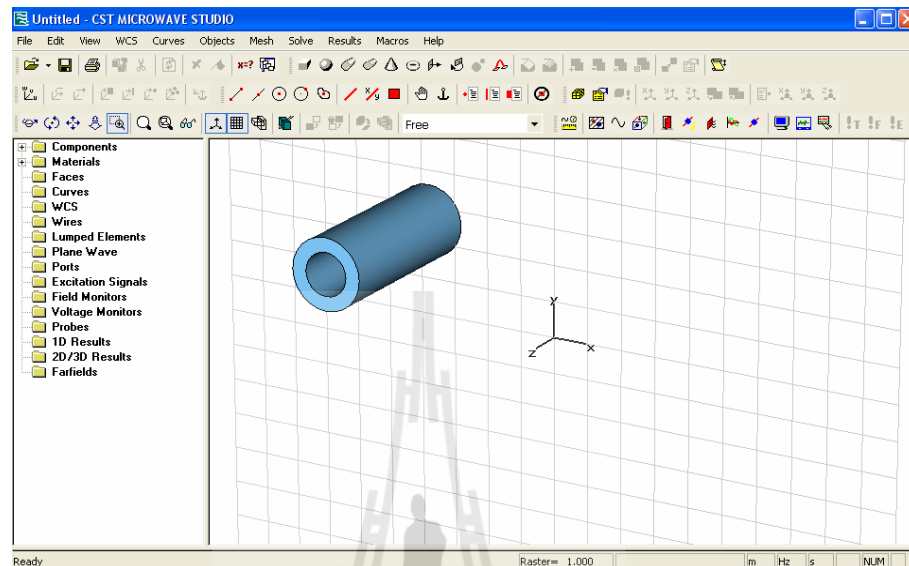 Untitled - CST MICROWAVE STUDIO
File Edit View WCS Curves Objects Mesh Solve Results Macros Help
x=?
Free
Components
Materials
Faces
Curves
WCS
Wires
Lumped Elements
Plane Wave
Ports
Excitation Signals
Field Monitors
Voltage Monitors
Probes
1D Results
2D/3D Results
Farfields
y
x
z
Ready Raster= 1.000 m Hz s NUM